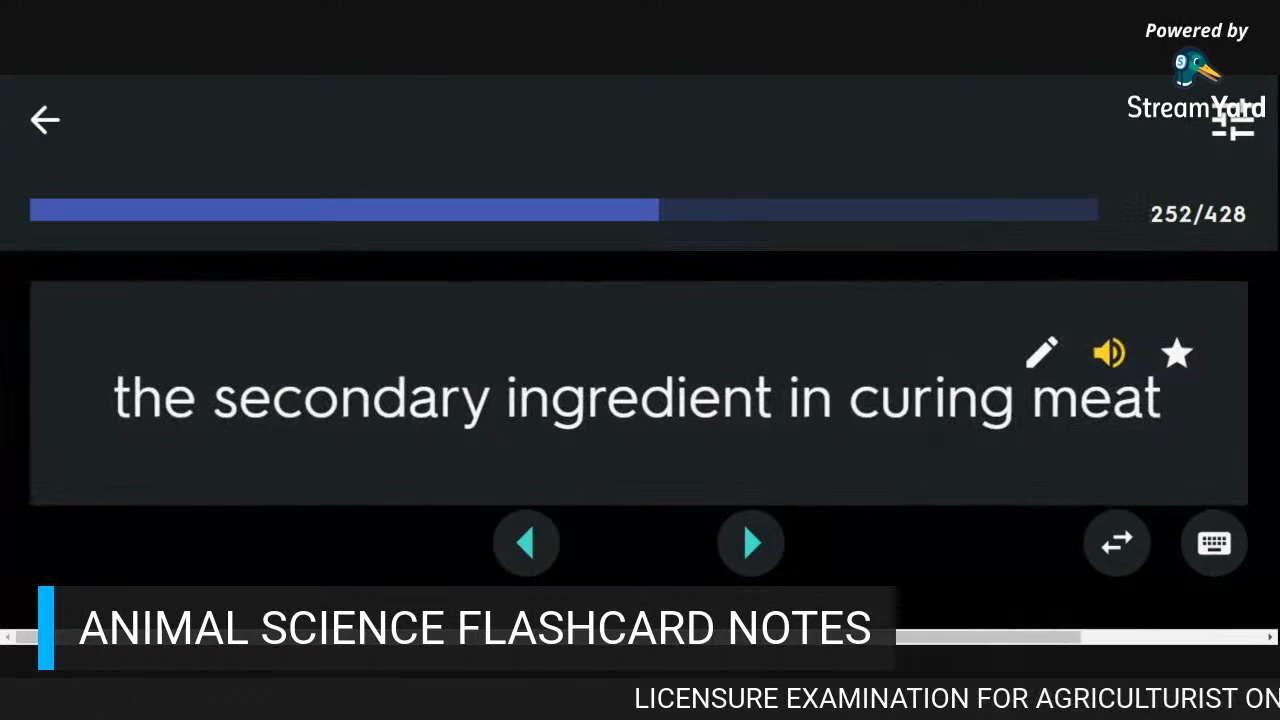 Powered by
StreamYard
252/428
the secondary ingredient in curing meat
ANIMAL SCIENCE FLASHCARD NOTES
LICENSURE EXAMINATION FOR AGRICULTURIST ON